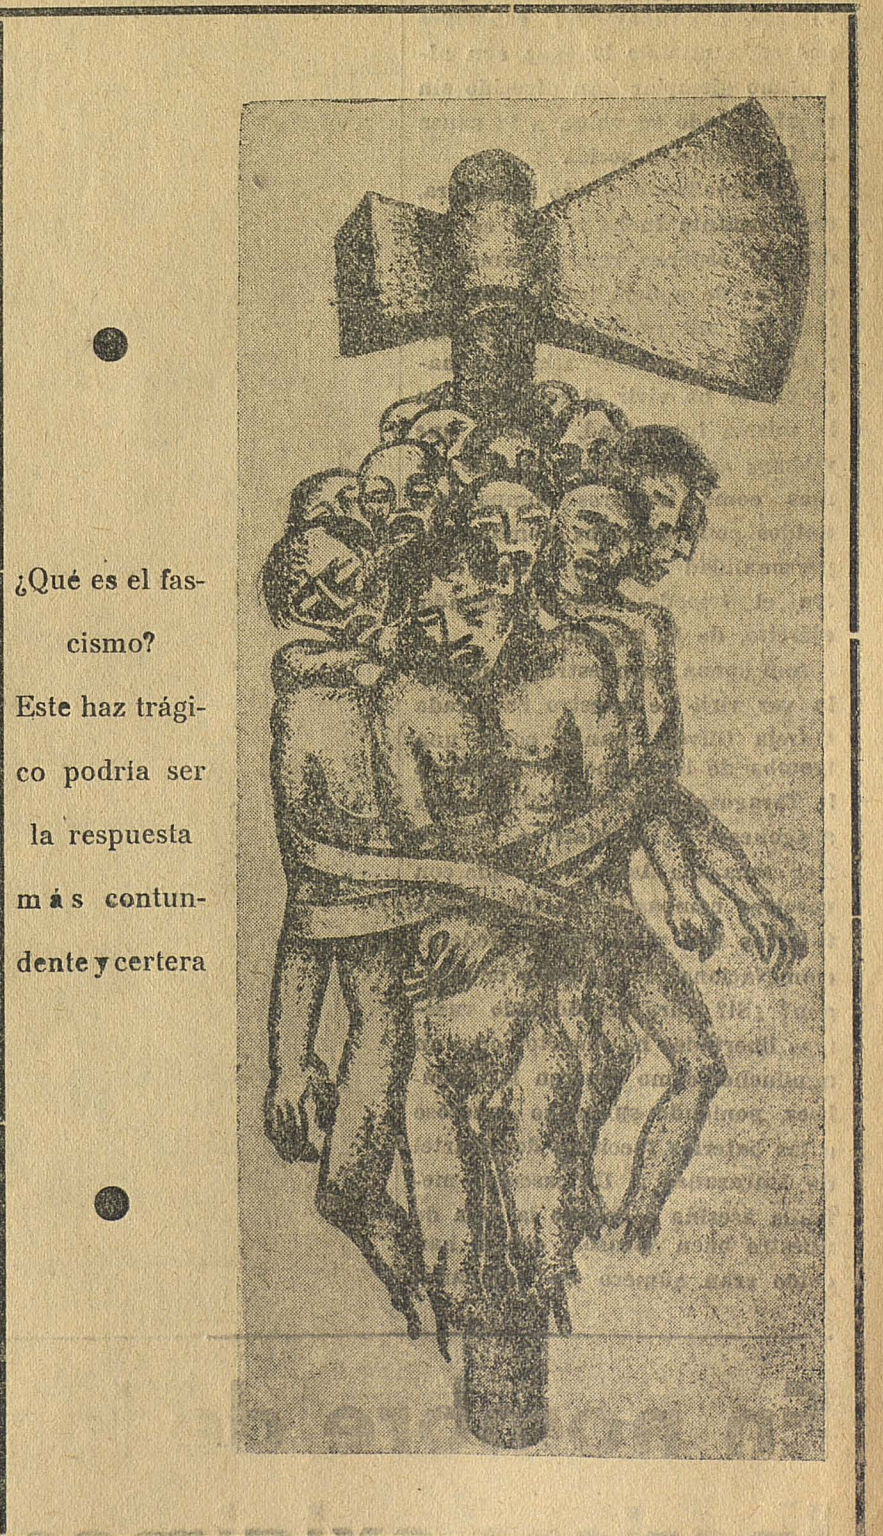 ¿Qué es el fas-
cismo?
Este haz trági-
co podría ser
la respuesta
más contun-
dente y certera